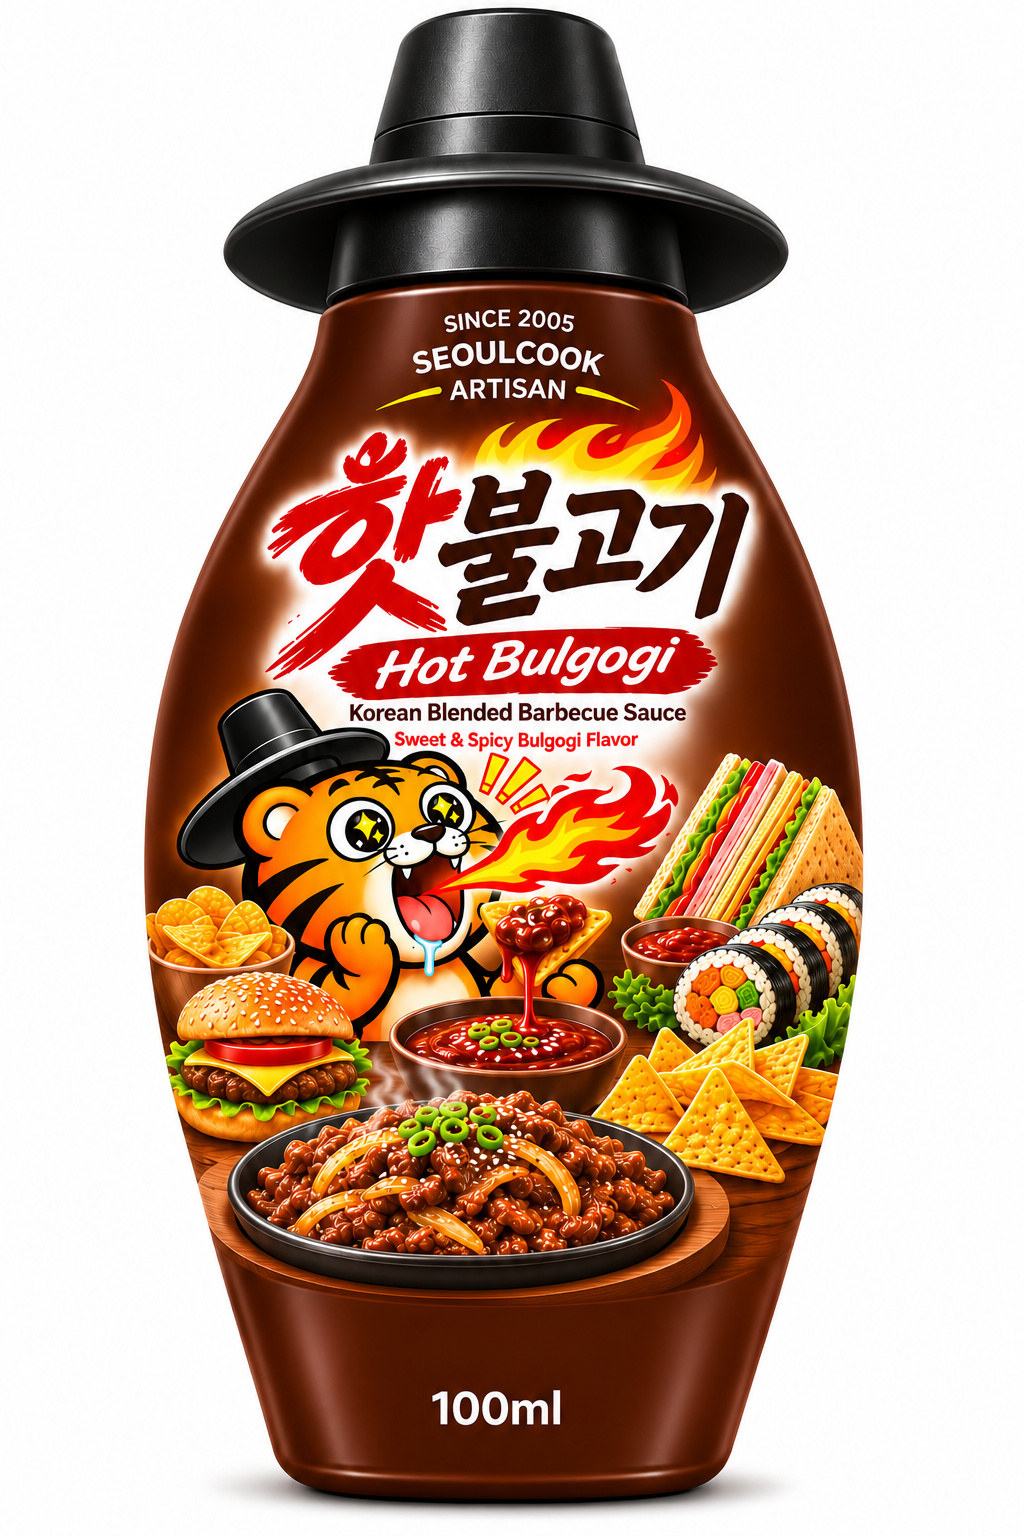 SINCE 2005
SEOULCOOK
ARTISAN
핫불고기
Hot Bulgogi
Korean Blended Barbecue Sauce
Sweet & Spicy Bulgogi Flavor
100ml